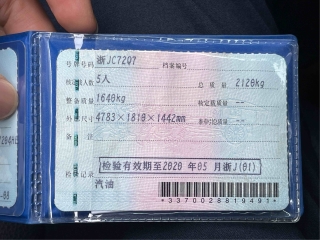 号牌号码 浙JC7207 档案编号
核定载人数 5人 总质量 2120kg
整备质量 1640kg 核定载质量 --
外廓尺寸 4783×1810×1442mm 准牵引总质量 --
备注
检验有效期至2020年05月浙J(01)
检验记录
汽油
*3370028819491*